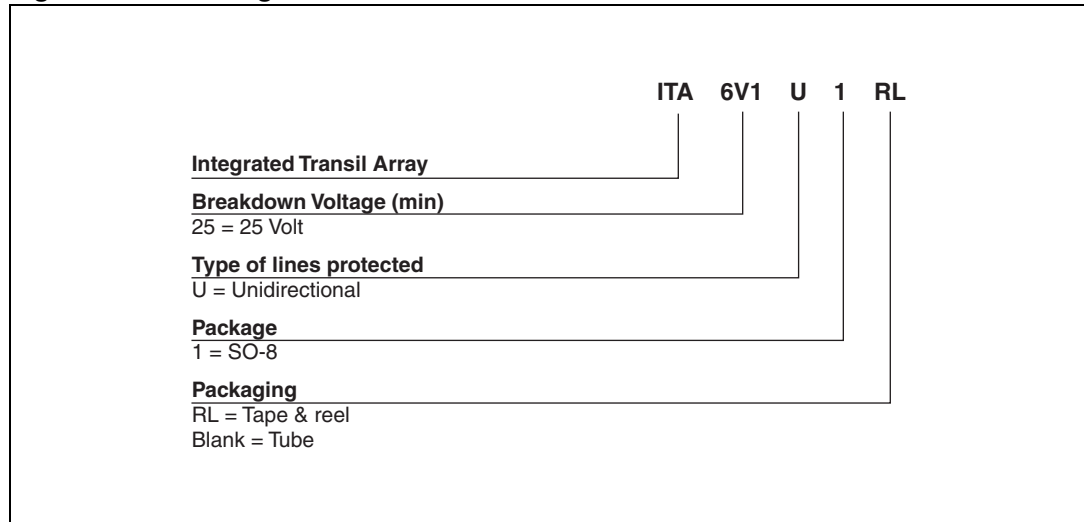 ITA 6V1 U 1 RL
Integrated Transil Array
Breakdown Voltage (min)
25 = 25 Volt
Type of lines protected
U = Unidirectional
Package
1 = SO-8
Packaging
RL = Tape & reel
Blank = Tube